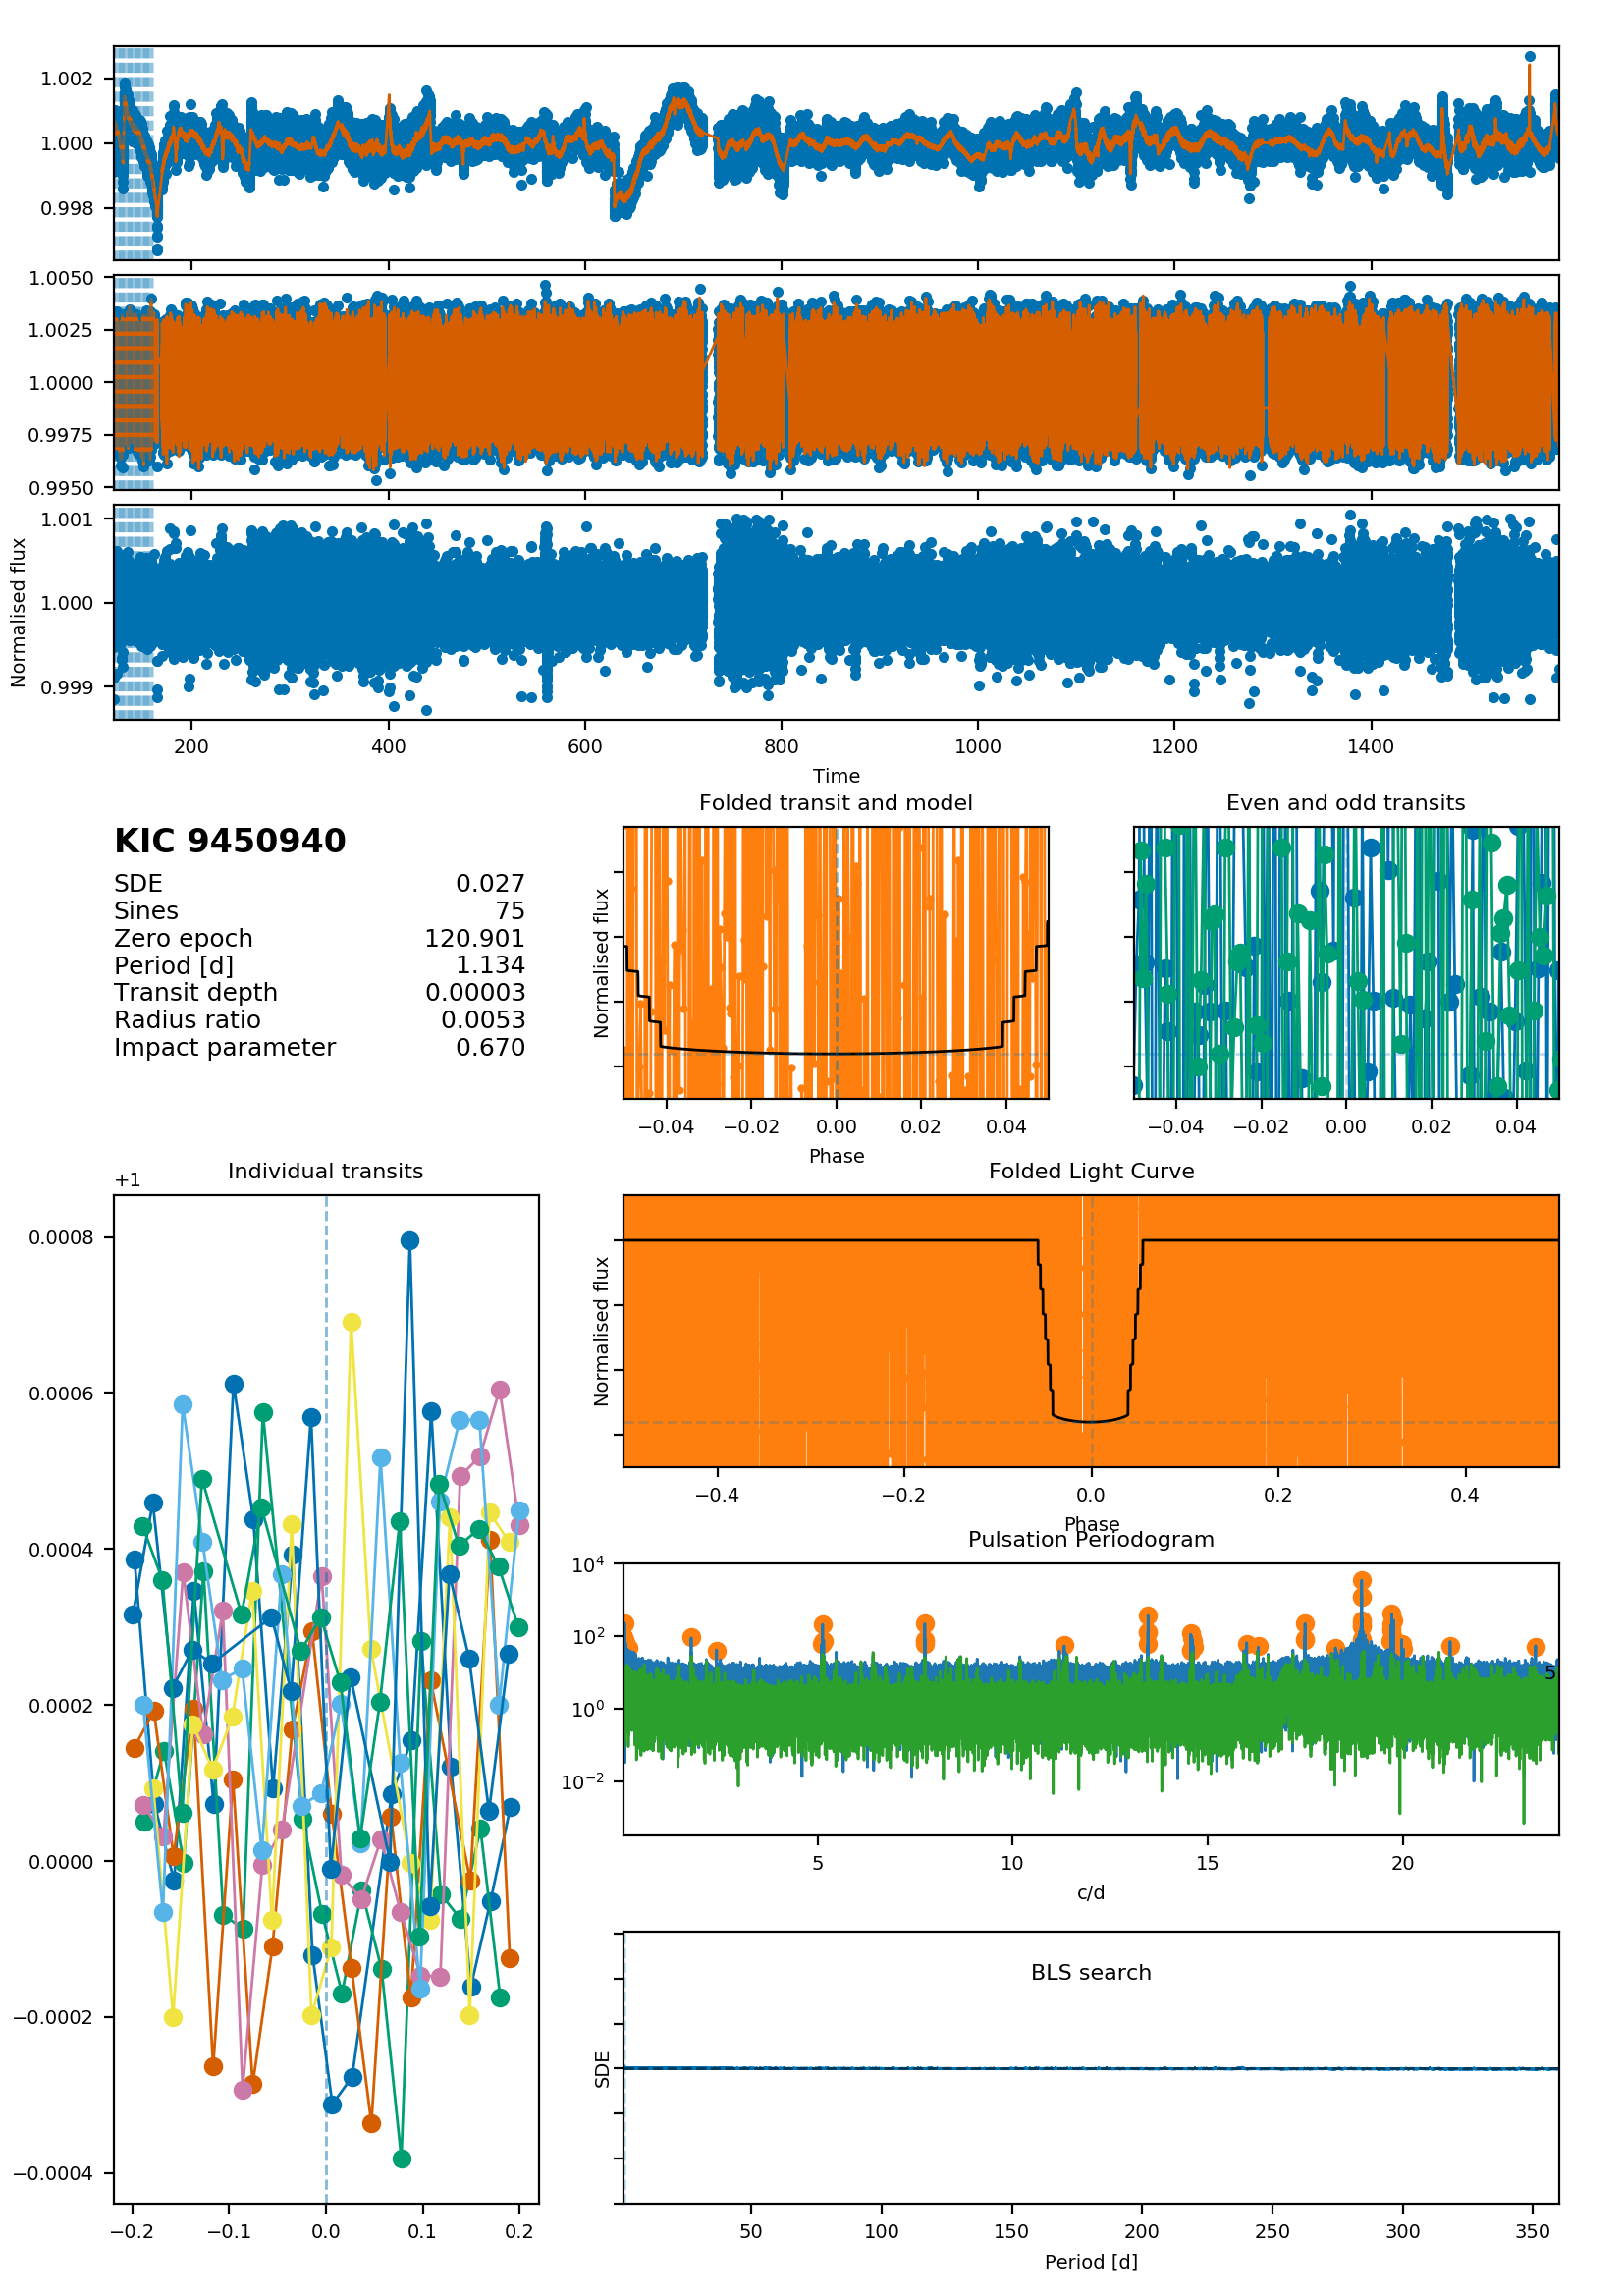 1.002
1.000
0.998
1.0050
1.0025
1.0000
0.9975
0.9950
1.001
1.000
0.999
Normalised flux
200 400 600 800 1000 1200 1400
Time
KIC 9450940
SDE 0.027
Sines 75
Zero epoch 120.901
Period [d] 1.134
Transit depth 0.00003
Radius ratio 0.0053
Impact parameter 0.670
Folded transit and model
Normalised flux
−0.04 −0.02 0.00 0.02 0.04
Phase
Even and odd transits
−0.04 −0.02 0.00 0.02 0.04
Individual transits
+1
0.0008
0.0006
0.0004
0.0002
0.0000
−0.0002
−0.0004
−0.2 −0.1 0.0 0.1 0.2
Folded Light Curve
Normalised flux
−0.4 −0.2 0.0 0.2 0.4
Phase
Pulsation Periodogram
10⁴
10²
10⁰
10⁻²
5
5 10 15 20
c/d
BLS search
SDE
50 100 150 200 250 300 350
Period [d]